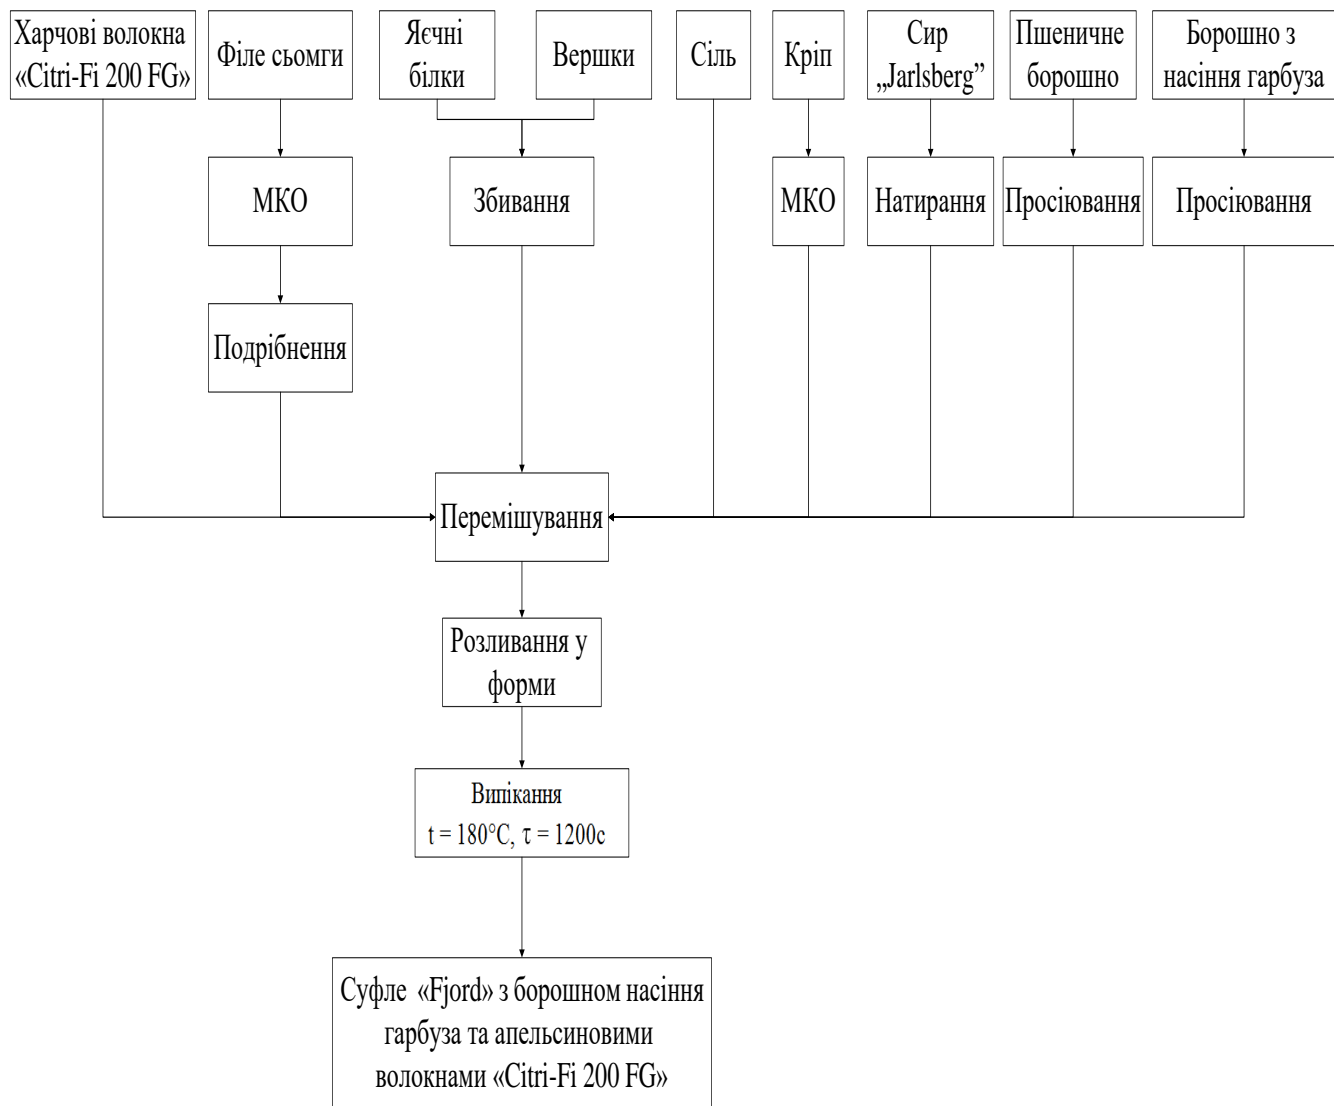 Харчові волокна
«Citri-Fi 200 FG»
Філе сьомги
Яєчні
білки
Вершки
Сіль
Кріп
Сир
„Jarlsberg”
Пшеничне
борошно
Борошно з
насіння гарбуза
МКО
Збивання
МКО
Натирання
Просіювання
Просіювання
Подрібнення
Перемішування
Розливання у
форми
Випікання
t = 180°C, τ = 1200с
Суфле «Fjord» з борошном насіння
гарбуза та апельсиновими
волокнами «Citri-Fi 200 FG»